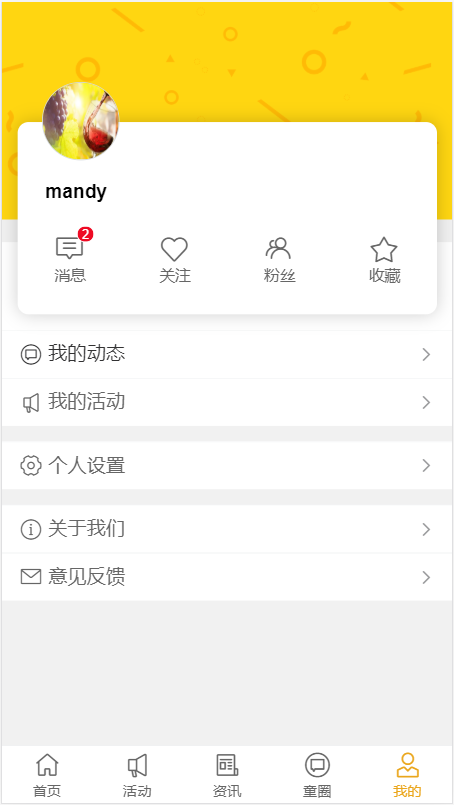 mandy
2
消息 关注 粉丝 收藏
我的动态
我的活动
个人设置
关于我们
意见反馈
首页 活动 资讯 童圈 我的